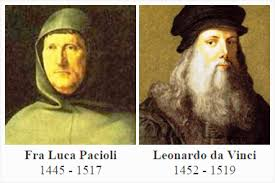 Fra Luca Pacioli
1445 - 1517
Leonardo da Vinci
1452 - 1519